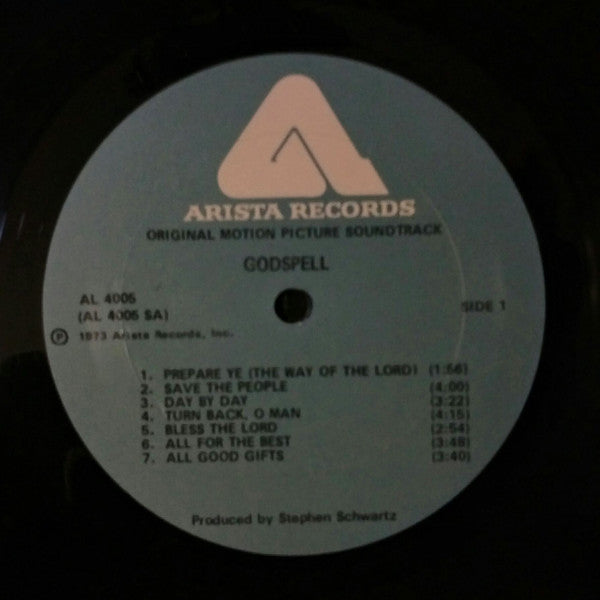 ARISTA RECORDS
ORIGINAL MOTION PICTURE SOUNDTRACK
GODSPELL
AL 4005
(AL 4005 SA)
SIDE 1
Ⓟ 1973 Arista Records, Inc.
1. PREPARE YE (THE WAY OF THE LORD) (1:56)
2. SAVE THE PEOPLE (4:00)
3. DAY BY DAY (3:22)
4. TURN BACK, O MAN (4:15)
5. BLESS THE LORD (2:54)
6. ALL FOR THE BEST (3:48)
7. ALL GOOD GIFTS (3:40)
Produced by Stephen Schwartz